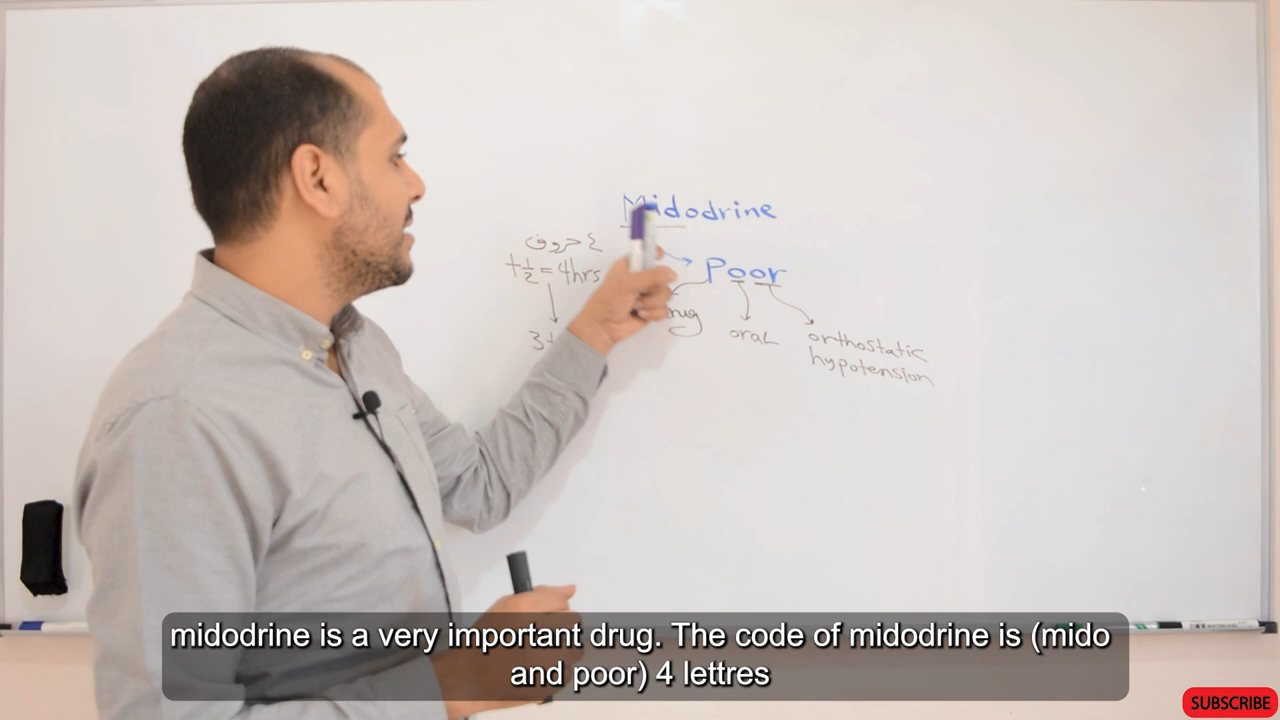 Midodrine
٤ حروف
t½ = 4hrs
Poor
oral
orthostatic
hypotension
midodrine is a very important drug. The code of midodrine is (mido
and poor) 4 lettres
SUBSCRIBE